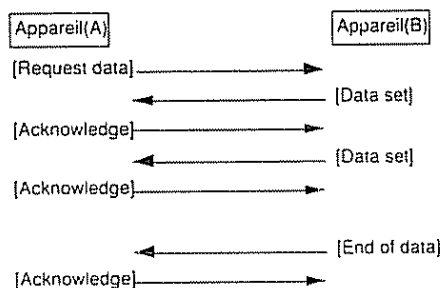 Appareil(A) Appareil(B)
[Request data]
[Data set]
[Acknowledge]
[Data set]
[Acknowledge]
[End of data]
[Acknowledge]